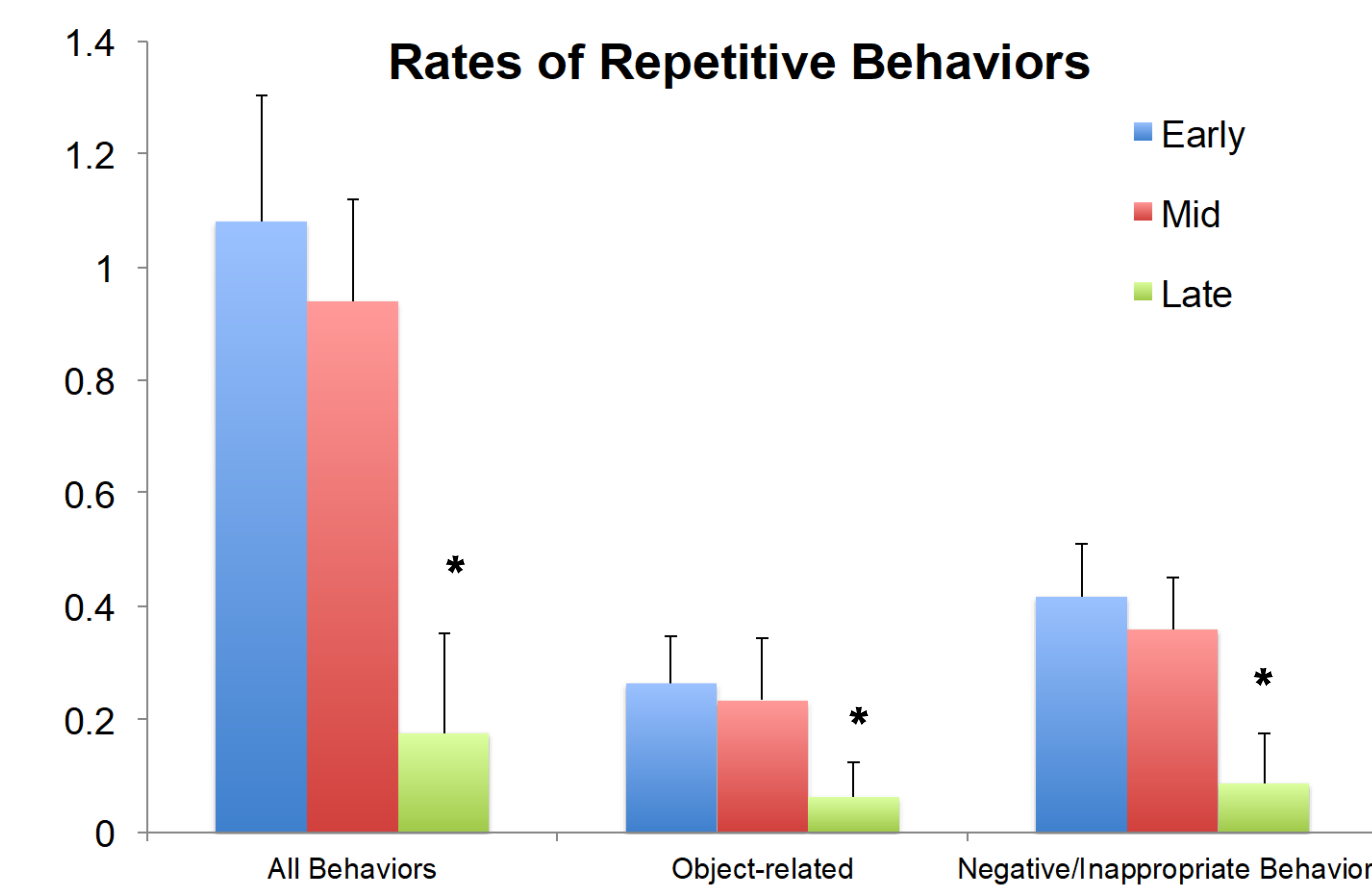 Rates of Repetitive Behaviors
1.4
1.2
1
0.8
0.6
0.4
0.2
0
Early
Mid
Late
*
*
*
All Behaviors
Object-related
Negative/Inappropriate Behavior